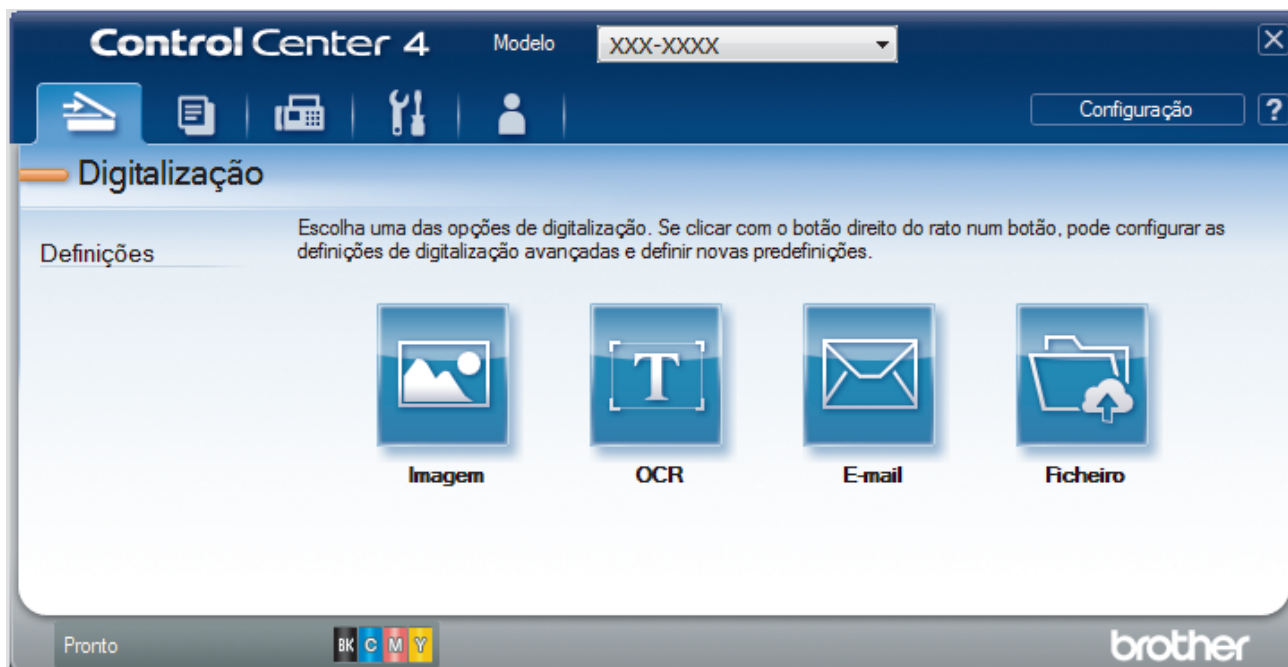 Control Center 4
Modelo
XXX-XXXX
Configuração
?
Digitalização
Definições
Escolha uma das opções de digitalização. Se clicar com o botão direito do rato num botão, pode configurar as
definições de digitalização avançadas e definir novas predefinições.
T
Imagem
OCR
E-mail
Ficheiro
Pronto
BK C M Y
brother